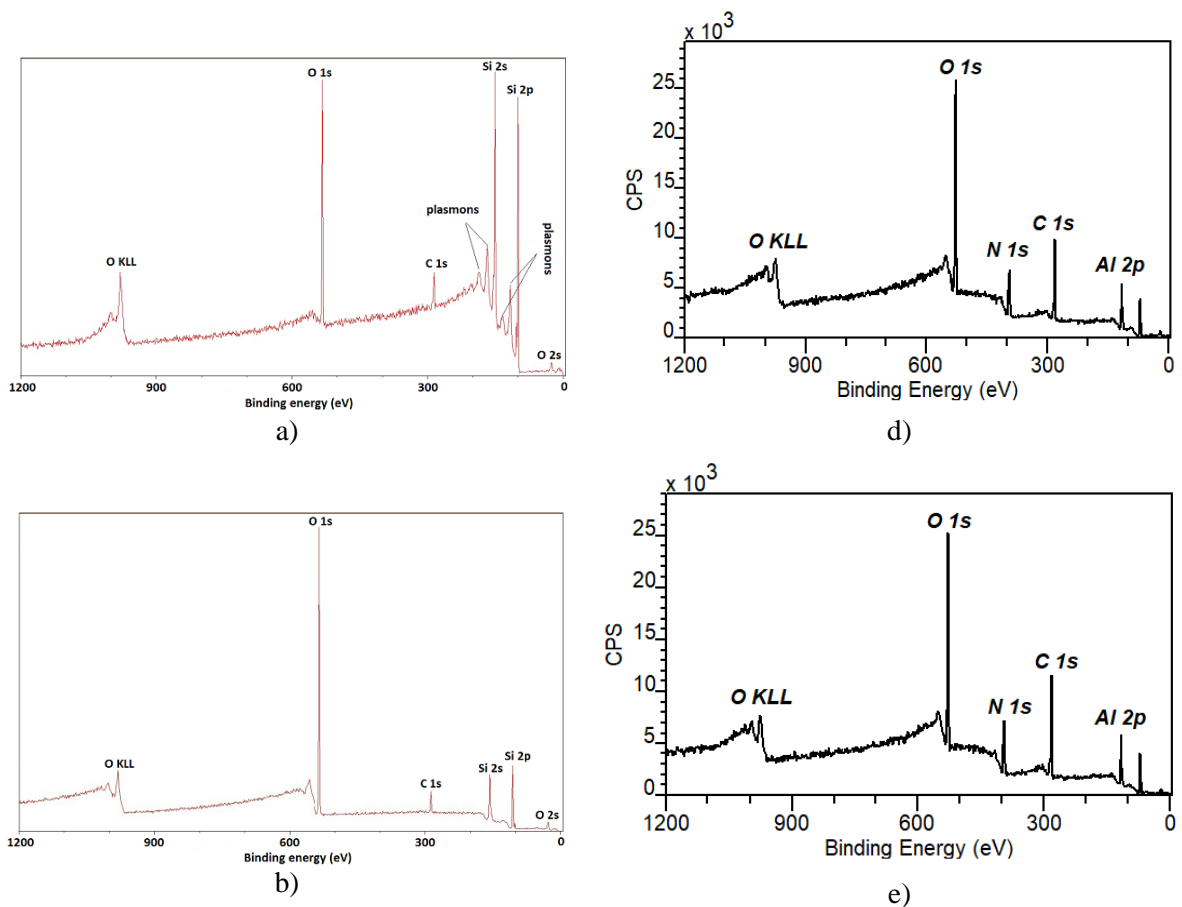 O 1s
Si 2s
Si 2p
plasmons
plasmons
O KLL
C 1s
O 2s
1200 900 600 300 0
Binding energy (eV)
a)
x 10³
O 1s
25
20
15
10
5
0
CPS
O KLL
N 1s
C 1s
Al 2p
1200 900 600 300 0
Binding Energy (eV)
d)
O 1s
O KLL
C 1s
Si 2s
Si 2p
O 2s
1200 900 600 300 0
Binding energy (eV)
b)
x 10³
O 1s
25
20
15
10
5
0
CPS
O KLL
N 1s
C 1s
Al 2p
1200 900 600 300 0
Binding Energy (eV)
e)